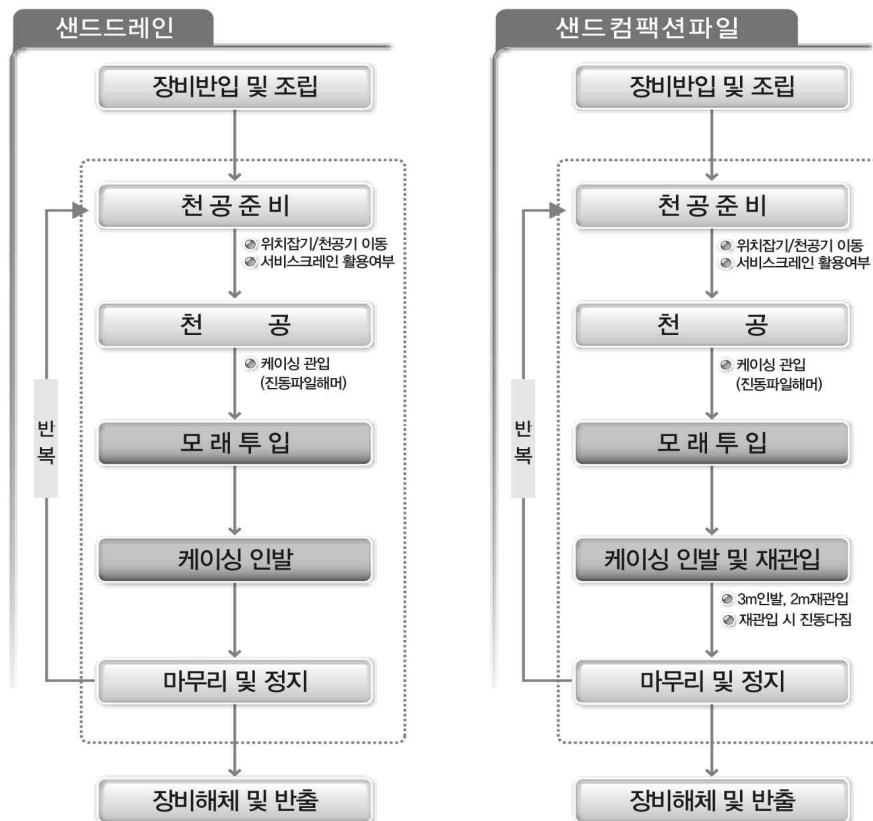 샌드드레인
장비반입 및 조립
천공준비
위치잡기/천공기 이동
서비스크레인 활용여부
천 공
케이싱 관입
(진동파일해머)
반
복
모래투입
케이싱 인발
마무리 및 정지
장비해체 및 반출
샌드컴팩션파일
장비반입 및 조립
천공준비
위치잡기/천공기 이동
서비스크레인 활용여부
천 공
케이싱 관입
(진동파일해머)
반
복
모래투입
케이싱 인발 및 재관입
3m인발, 2m재관입
재관입 시 진동다짐
마무리 및 정지
장비해체 및 반출